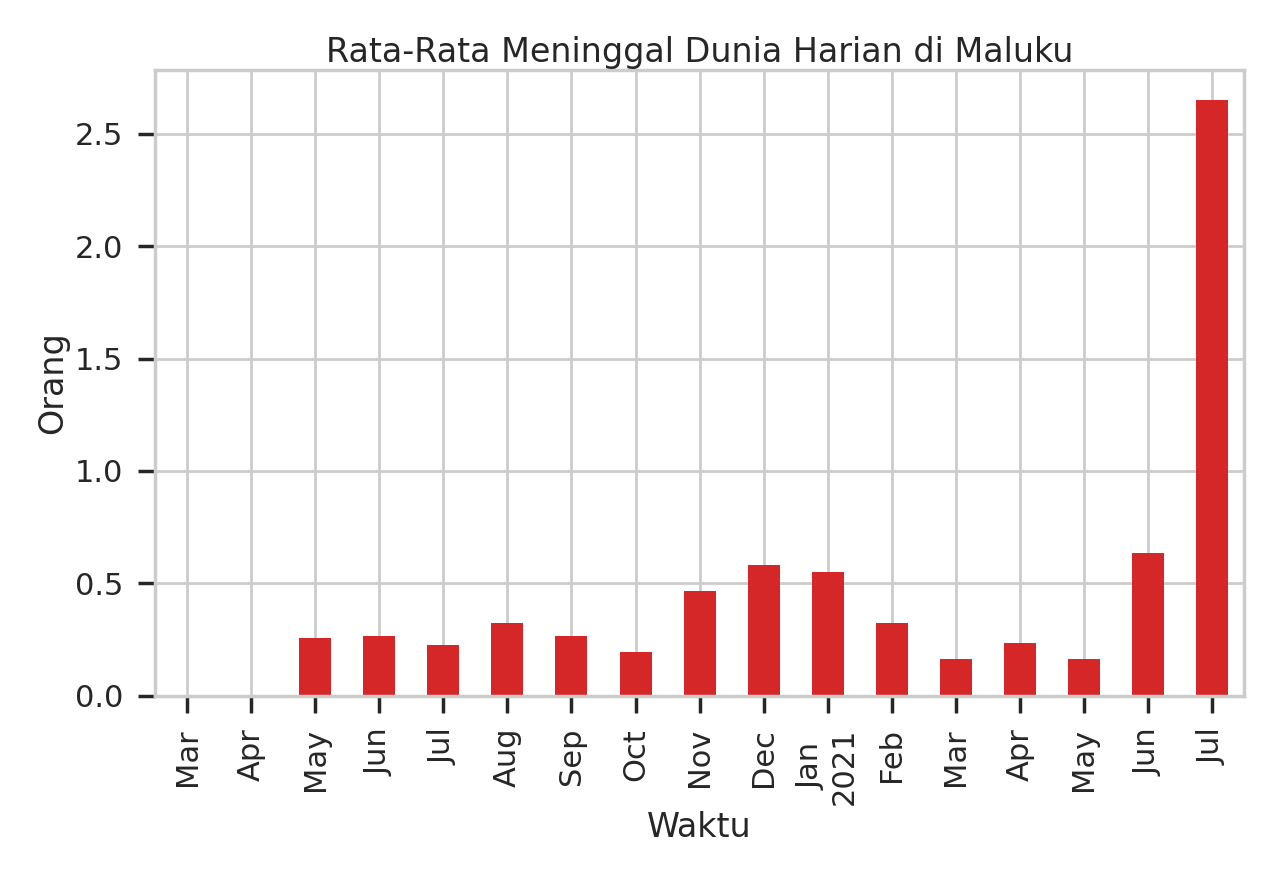 Rata-Rata Meninggal Dunia Harian di Maluku
Orang
2.5
2.0
1.5
1.0
0.5
0.0
Mar
Apr
May
Jun
Jul
Aug
Sep
Oct
Nov
Dec
Jan
2021
Feb
Mar
Apr
May
Jun
Jul
Waktu